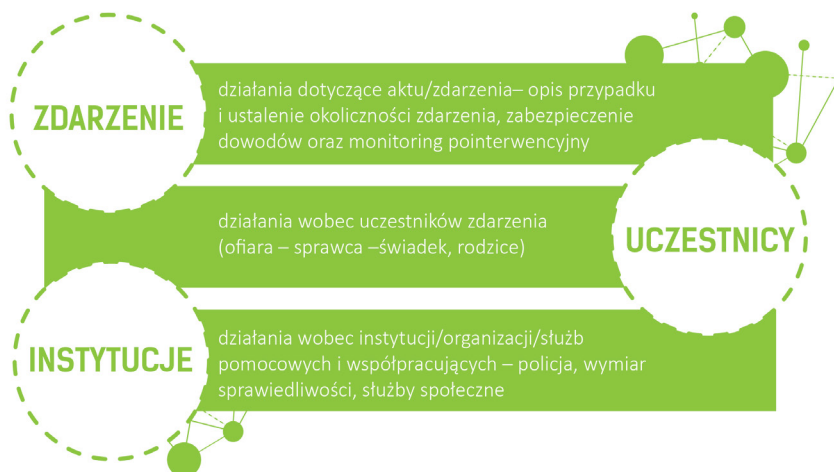 ZDARZENIE
działania dotyczące aktu/zdarzenia– opis przypadku
i ustalenie okoliczności zdarzenia, zabezpieczenie
dowodów oraz monitoring pointerwencyjny
działania wobec uczestników zdarzenia
(ofiara – sprawca –świadek, rodzice)
UCZESTNICY
INSTYTUCJE
działania wobec instytucji/organizacji/służb
pomocowych i współpracujących – policja, wymiar
sprawiedliwości, służby społeczne